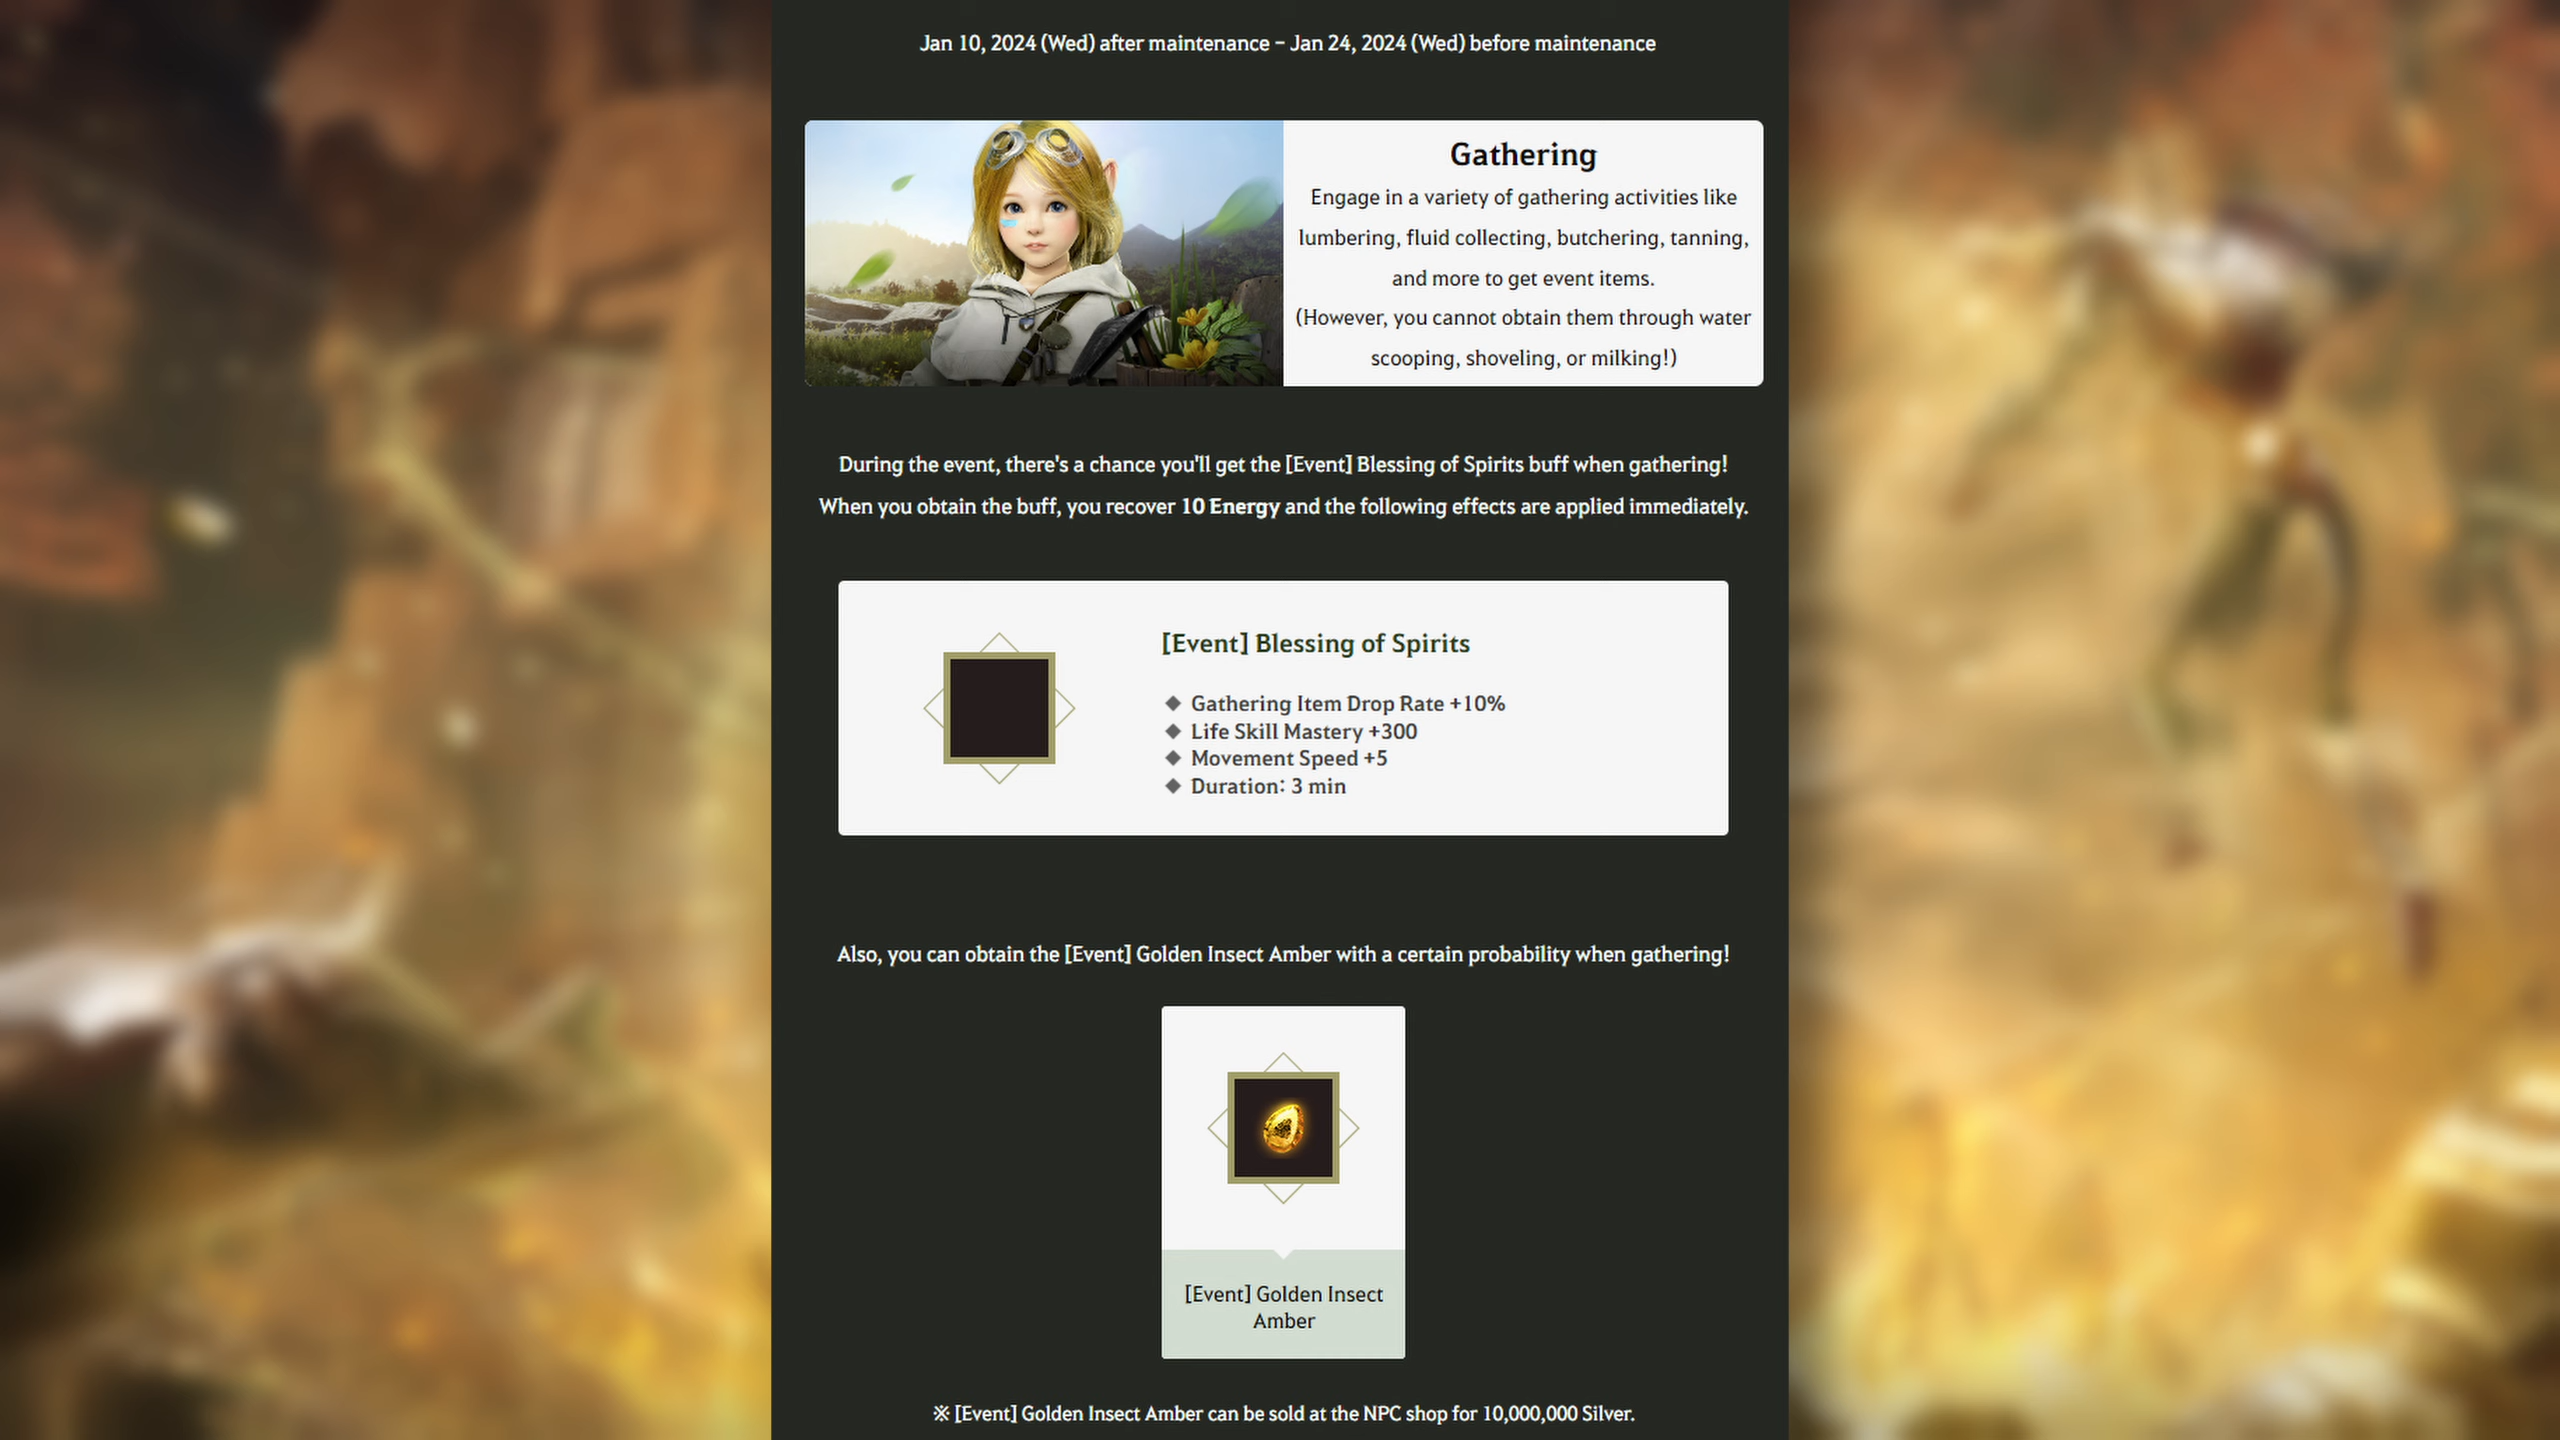 Jan 10, 2024 (Wed) after maintenance – Jan 24, 2024 (Wed) before maintenance
Gathering
Engage in a variety of gathering activities like
lumbering, fluid collecting, butchering, tanning,
and more to get event items.
(However, you cannot obtain them through water
scooping, shoveling, or milking!)
During the event, there's a chance you'll get the [Event] Blessing of Spirits buff when gathering!
When you obtain the buff, you recover 10 Energy and the following effects are applied immediately.
[Event] Blessing of Spirits
◆ Gathering Item Drop Rate +10%
◆ Life Skill Mastery +300
◆ Movement Speed +5
◆ Duration: 3 min
Also, you can obtain the [Event] Golden Insect Amber with a certain probability when gathering!
[Event] Golden Insect
Amber
※ [Event] Golden Insect Amber can be sold at the NPC shop for 10,000,000 Silver.